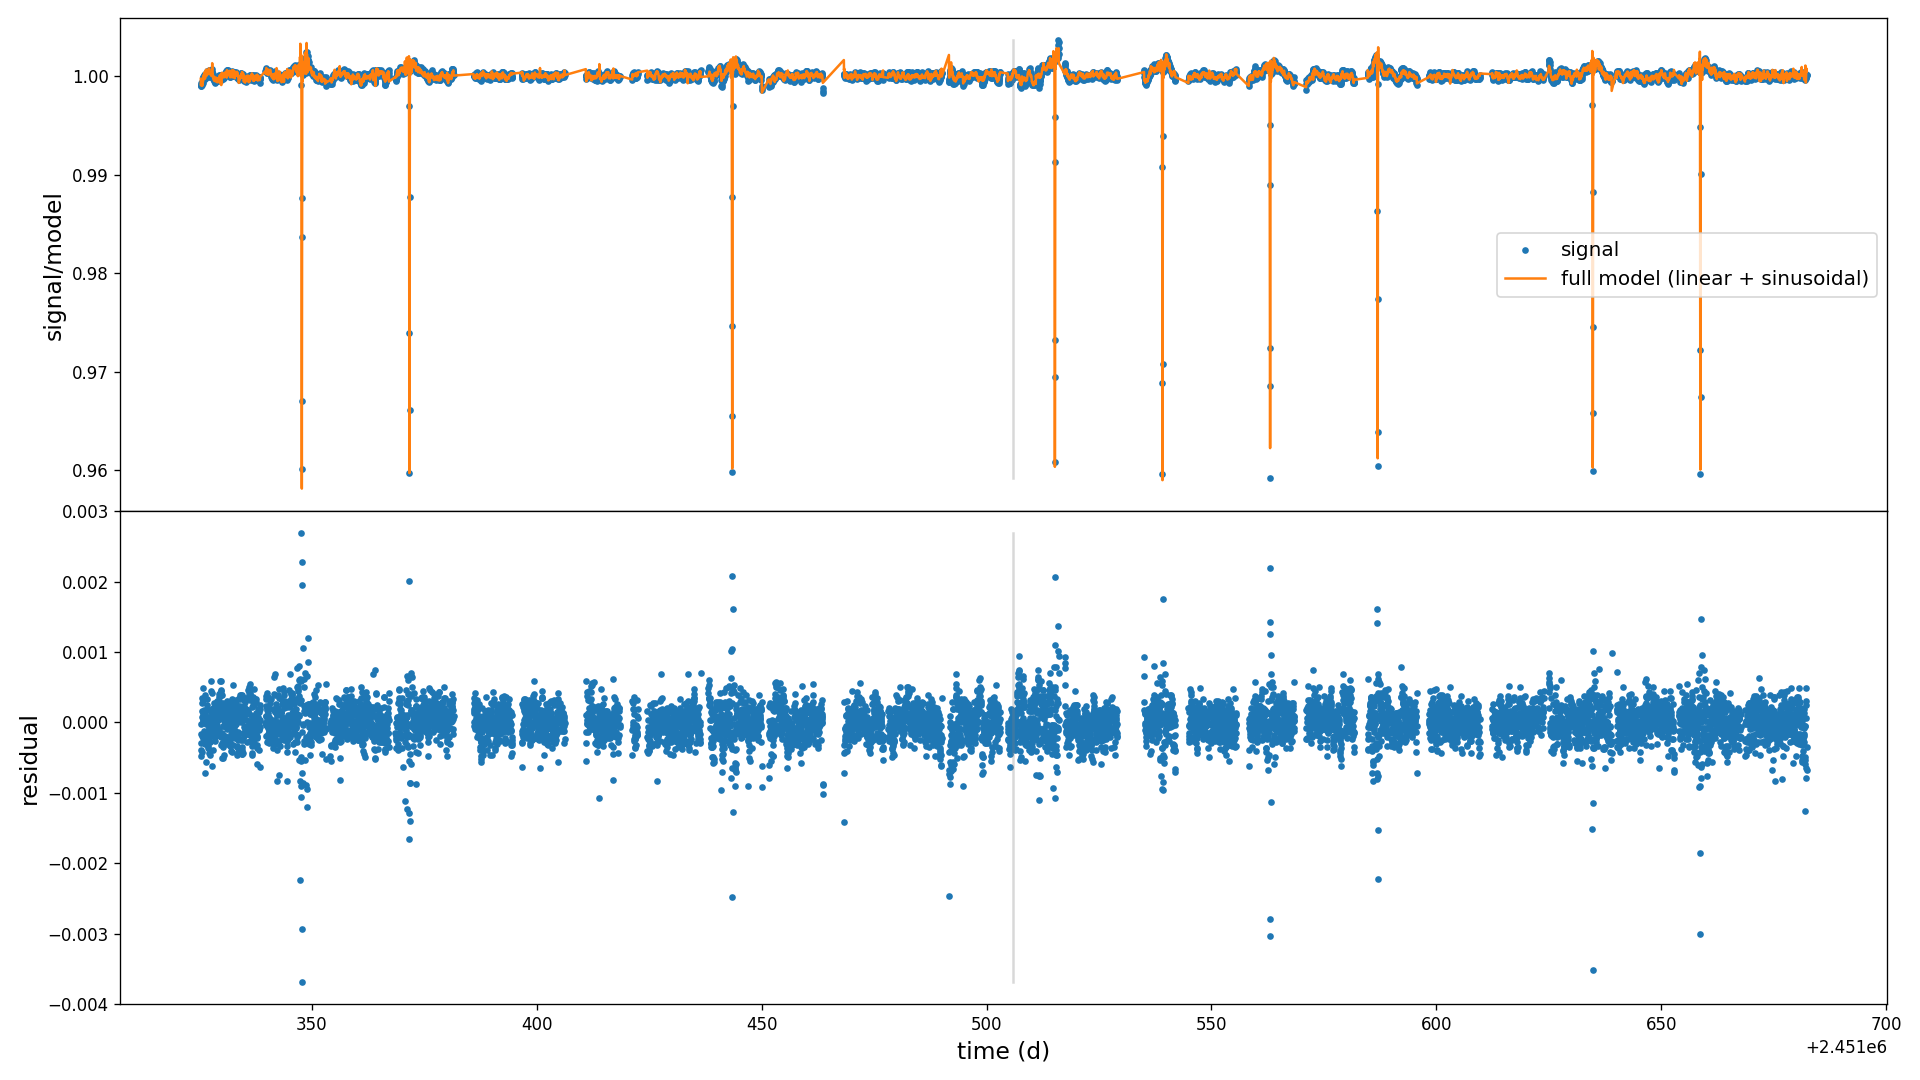 1.00
0.99
0.98
0.97
0.96
signal/model
signal
full model (linear + sinusoidal)
0.003
0.002
0.001
0.000
−0.001
−0.002
−0.003
−0.004
residual
350 400 450 500 550 600 650 700
time (d)
+2.451e6